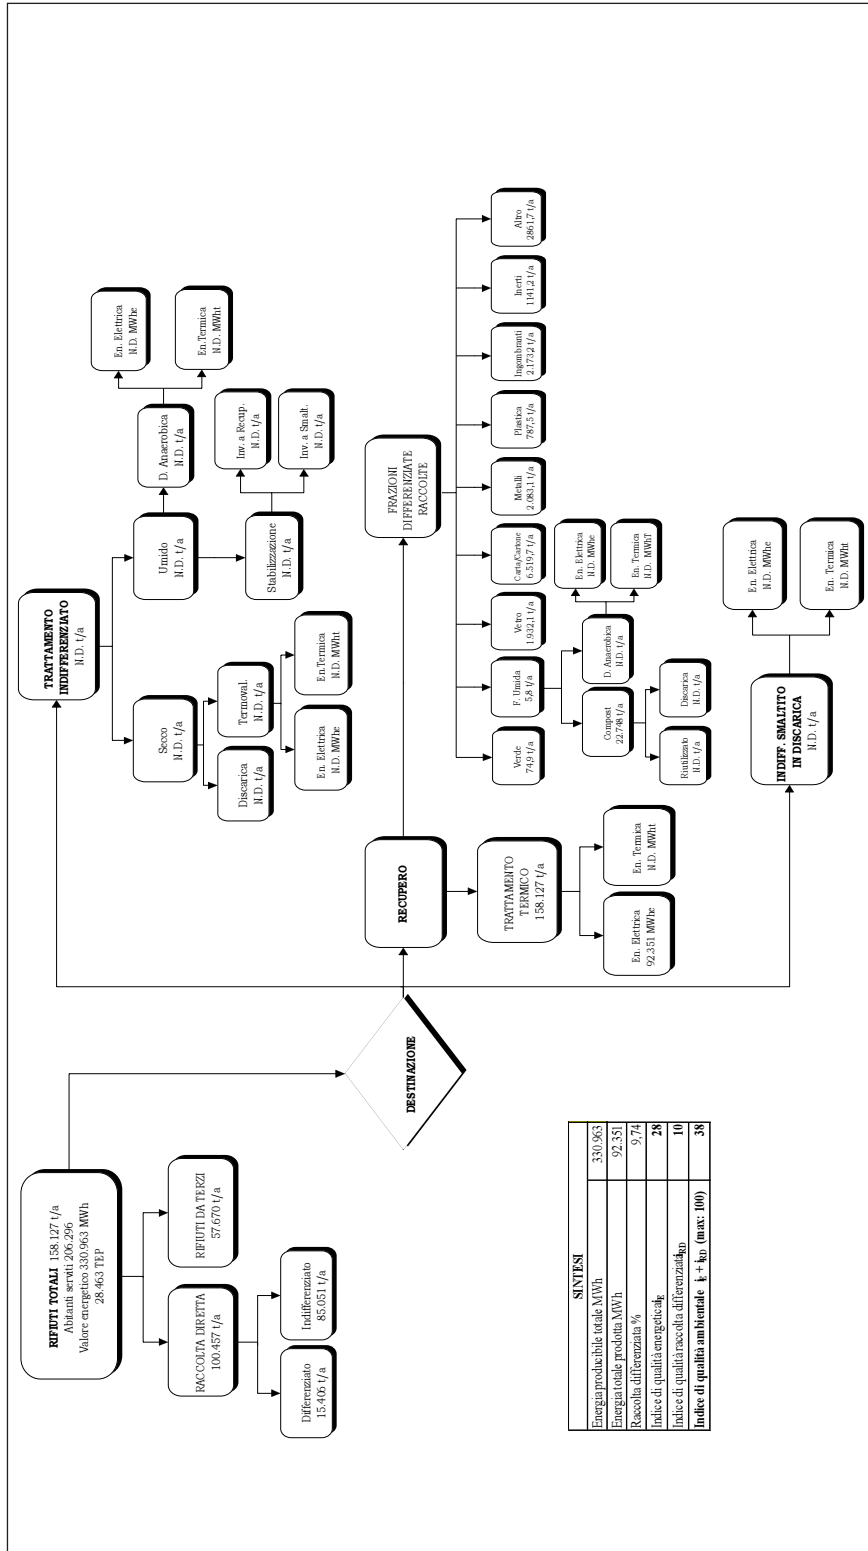 RIFIUTI TOTALI 158.127 t/a
Abitanti serviti 206.296
Valore energetico 330.963 MWh
28.463 TEP
RACCOLTA DIRETTA
100.457 t/a
RIFIUTI DA TERZI
57.670 t/a
Differenziato
15.406 t/a
Indifferenziato
85.051 t/a
DESTINAZIONE
TRATTAMENTO
INDIFFERENZIATO
N.D. t/a
Secco
N.D. t/a
Umido
N.D. t/a
Discarica
N.D. t/a
Termoval.
N.D. t/a
En. Elettrica
N.D. MWhe
En.Termica
N.D. MWht
D. Anaerobica
N.D. t/a
En. Elettrica
N.D. MWhe
En.Termica
N.D. MWht
Stabilizzazione
N.D. t/a
Inv. a Recup.
N.D. t/a
Inv. a Smalt.
N.D. t/a
RECUPERO
TRATTAMENTO
TERMICO
158.127 t/a
En. Elettrica
92.351 MWhe
En. Termica
N.D. MWht
FRAZIONI
DIFFERENZIATE
RACCOLTE
Verde
74,9 t/a
F. Umida
5,8 t/a
Vetro
1.932,1 t/a
Carta/Cartone
6.519,7 t/a
Metalli
2.083,1 t/a
Plastica
787,5 t/a
Ingombranti
2.173,2 t/a
Inerti
1141,2 t/a
Altro
2861,7 t/a
Compost
22.748 t/a
D. Anaerobica
N.D. t/a
Riutilizzato
N.D. t/a
Discarica
N.D. t/a
En. Elettrica
N.D. MWhe
En. Termica
N.D. MWhT
INDIFF. SMALTITO
IN DISCARICA
N.D. t/a
En. Elettrica
N.D. MWhe
En. Termica
N.D. MWht
SINTESI
Energia producibile totale MWh 330.963
Energia totale prodotta MWh 92.351
Raccolta differenziata % 9,74
Indice di qualità energetica iE 28
Indice di qualità raccolta differenziata iRD 10
Indice di qualità ambientale iE + iRD (max: 100) 38